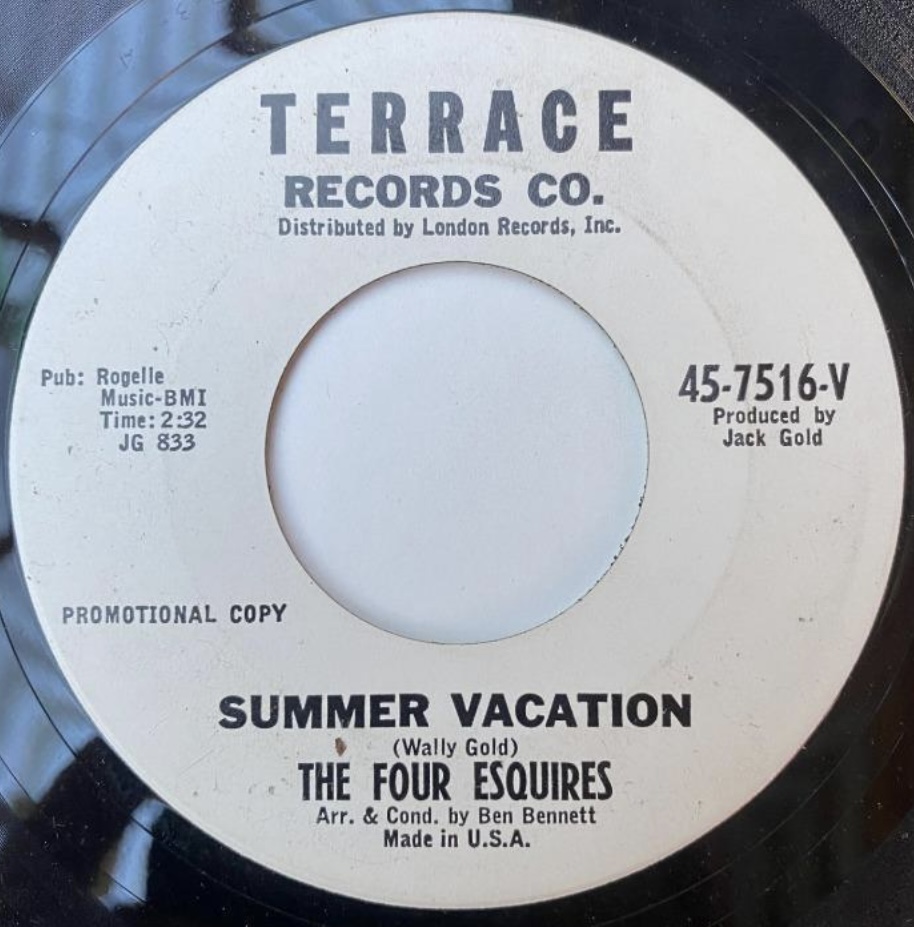 TERRACE
RECORDS CO.
Distributed by London Records, Inc.
Pub: Rogelle
Music-BMI
Time: 2:32
JG 833
45-7516-V
Produced by
Jack Gold
PROMOTIONAL COPY
SUMMER VACATION
(Wally Gold)
THE FOUR ESQUIRES
Arr. & Cond. by Ben Bennett
Made in U.S.A.